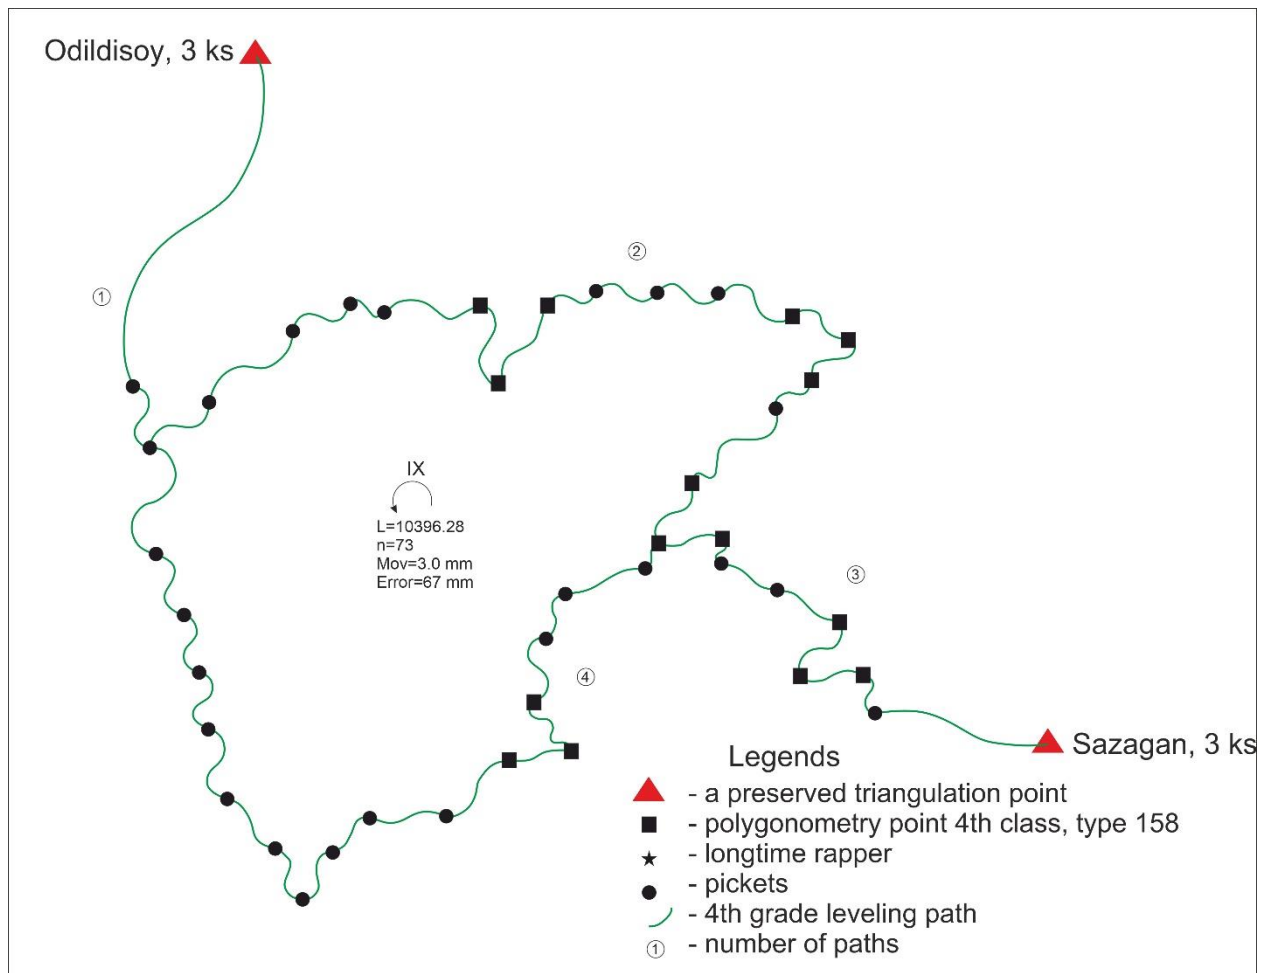 Odildisoy, 3 ks
②
①
IX
L=10396.28
n=73
Mov=3.0 mm
Error=67 mm
③
④
Sazagan, 3 ks
Legends
- a preserved triangulation point
- polygonometry point 4th class, type 158
- longtime rapper
- pickets
- 4th grade leveling path
① - number of paths